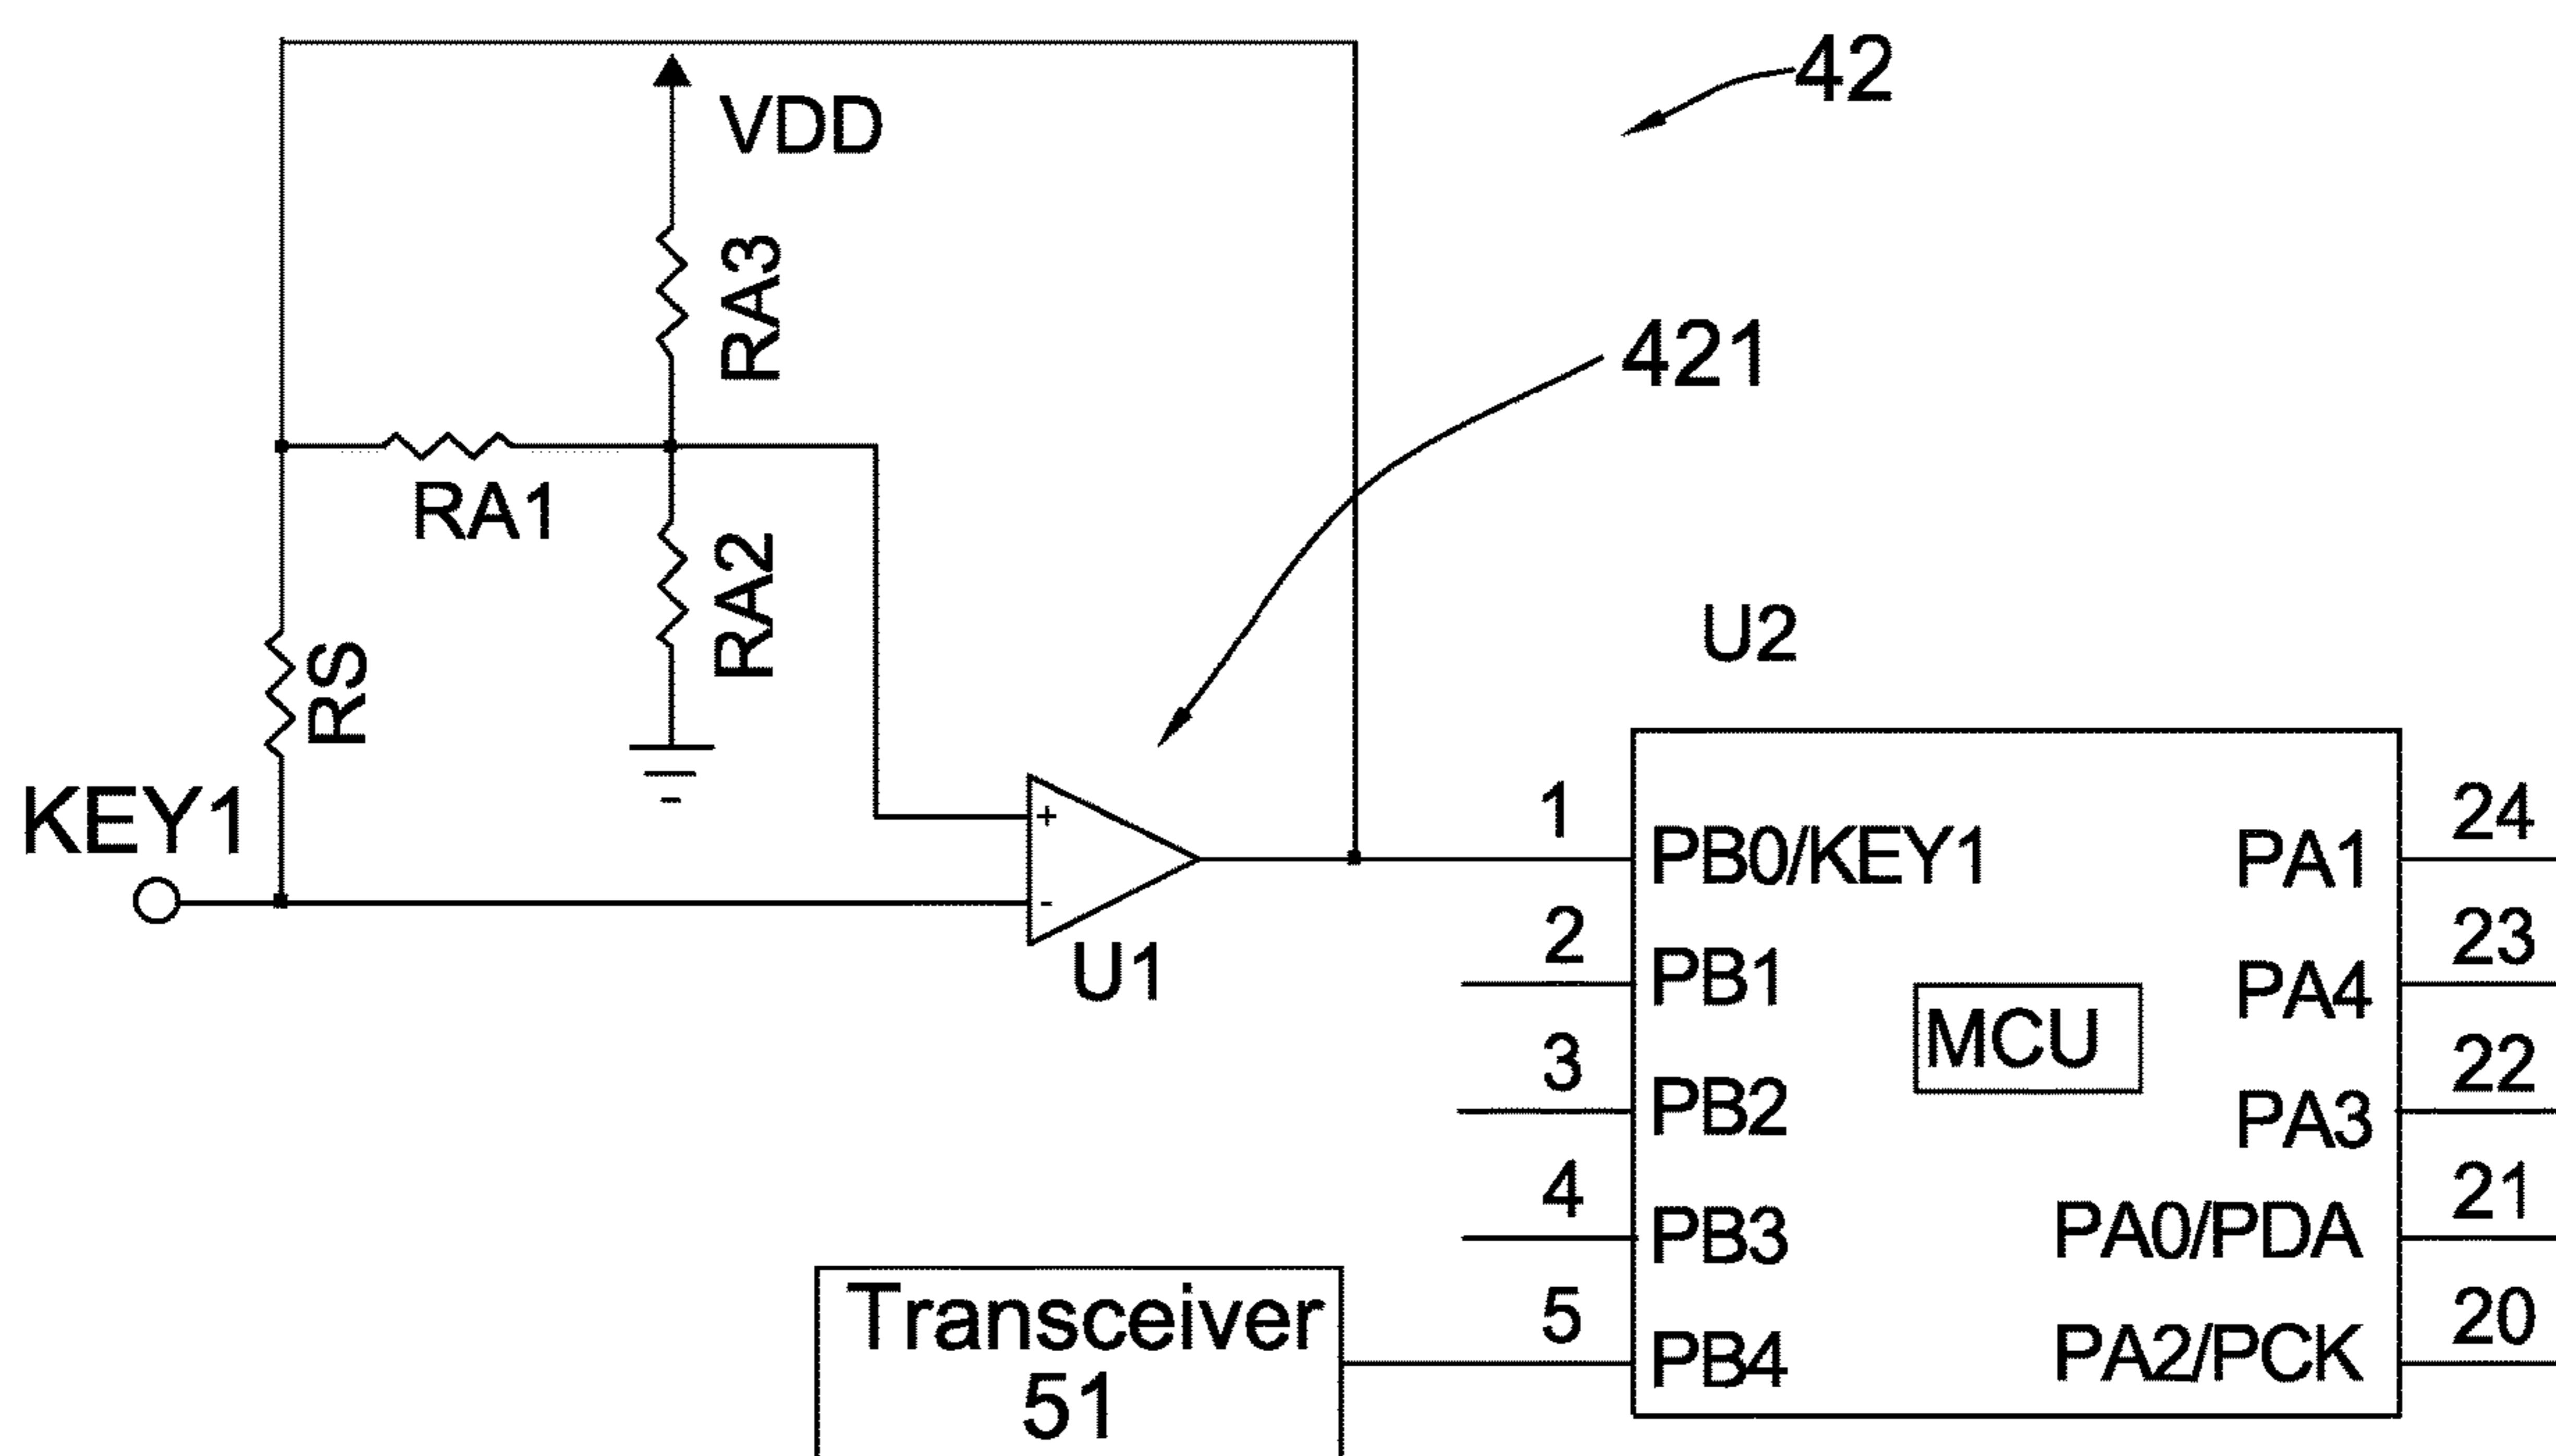 42
VDD
RA3
421
RA1
RA2
RS
U2
KEY1
+
-
U1
1
2
3
4
5
PB0/KEY1
PB1
PB2
PB3
PB4
MCU
PA1
PA4
PA3
PA0/PDA
PA2/PCK
24
23
22
21
20
Transceiver
51